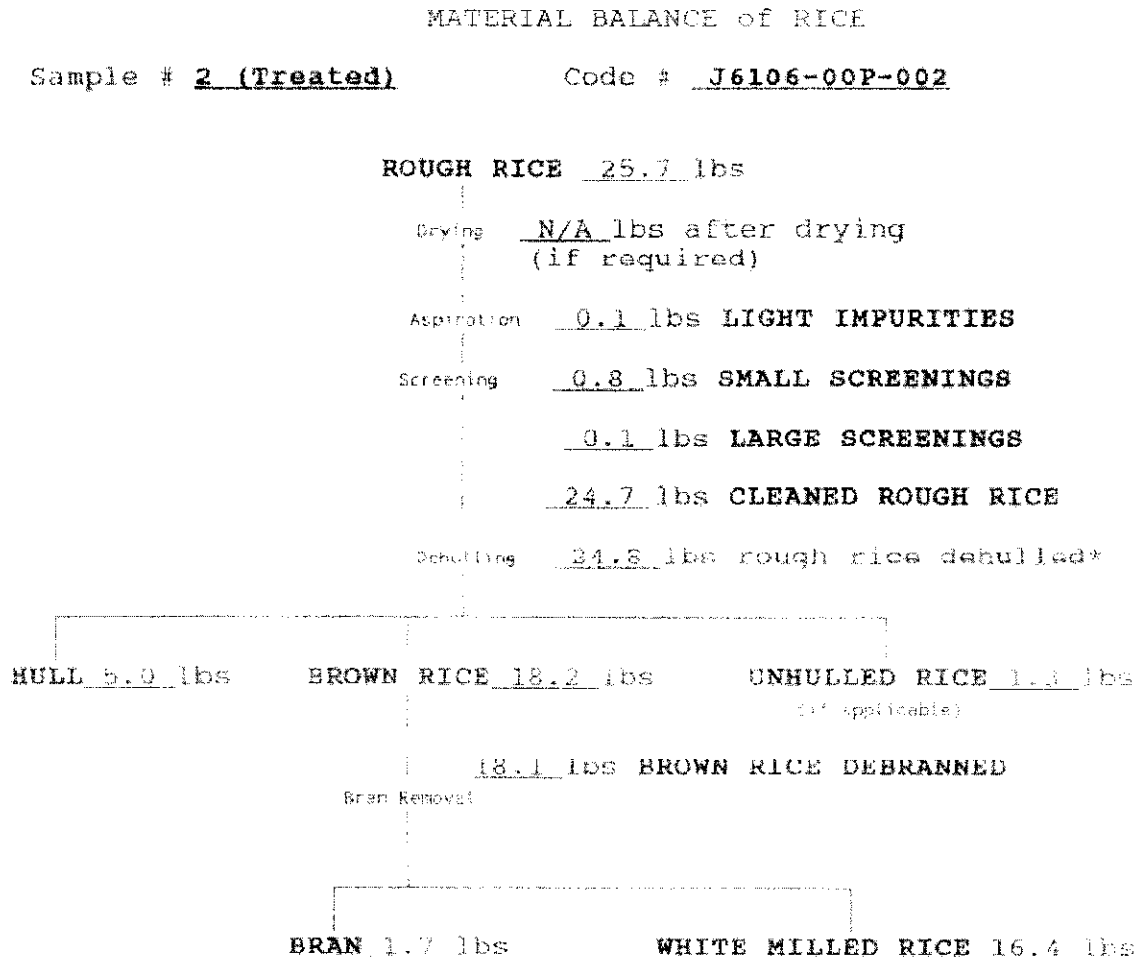 MATERIAL BALANCE of RICE
Sample # 2 (Treated) Code # J6106-00P-002
ROUGH RICE 25.7 lbs
Drying N/A lbs after drying
(if required)
Aspiration 0.1 lbs LIGHT IMPURITIES
Screening 0.8 lbs SMALL SCREENINGS
0.1 lbs LARGE SCREENINGS
24.7 lbs CLEANED ROUGH RICE
Dehulling lbs rough rice dehulled*
HULL lbs BROWN RICE 18.2 lbs UNHULLED RICE lbs
(if applicable)
18.1 lbs BROWN RICE DEBRANNED
Bran Removal
BRAN 1.7 lbs WHITE MILLED RICE 16.4 lbs